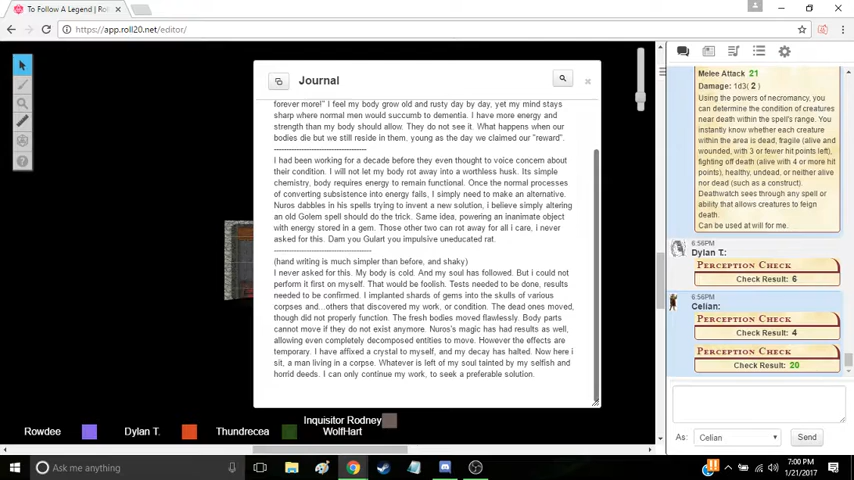 To Follow A Legend | Rol
https://app.roll20.net/editor/
Journal
forever more!" I feel my body grow old and rusty day by day, yet my mind stays
sharp where normal men would succumb to dementia. I have more energy and
strength than my body should allow. They do not see it. What happens when our
bodies die but we still reside in them, young as the day we claimed our "reward".
-----------------------------------
I had been working for a decade before they even thought to voice concern about
their condition. I will not let my body rot away into a worthless husk. Its simple
chemistry, body requires energy to remain functional. Once the normal processes
of converting subsistence into energy fails, I simply need to make an alternative.
Nuros dabbles in his spells trying to invent a new solution, i believe simply altering
an old Golem spell should do the trick. Same idea, powering an inanimate object
with energy stored in a gem. Those other two can rot away for all i care, i never
asked for this. Dam you Gulart you impulsive uneducated rat.
-------------------------------------
(hand writing is much simpler than before, and shaky)
I never asked for this. My body is cold. And my soul has followed. But i could not
perform it first on myself. That would be foolish. Tests needed to be done, results
needed to be confirmed. I implanted shards of gems into the skulls of various
corpses and...others that discovered my work, or condition. The dead ones moved,
though did not properly function. The fresh bodies moved flawlessly. Body parts
cannot move if they do not exist anymore. Nuros's magic has had results as well,
allowing even completely decomposed entities to move. However the effects are
temporary. I have affixed a crystal to myself, and my decay has halted. Now here i
sit, a man living in a corpse. Whatever is left of my soul tainted by my selfish and
horrid deeds. I can only continue my work, to seek a preferable solution.
Melee Attack 21
Damage: 1d3( 2 )
Using the powers of necromancy, you
can determine the condition of creatures
near death within the spell's range. You
instantly know whether each creature
within the area is dead, fragile (alive and
wounded, with 3 or fewer hit points left),
fighting off death (alive with 4 or more hit
points), healthy, undead, or neither alive
nor dead (such as a construct).
Deathwatch sees through any spell or
ability that allows creatures to feign
death.
Can be used at will for me.
6:56PM
Dylan T.:
Perception Check
Check Result: 6
6:56PM
Celian:
Perception Check
Check Result: 4
Perception Check
Check Result: 20
As: Celian
Send
Rowdee
Dylan T.
Thundrecea
Inquisitor Rodney
WolfHart
Ask me anything
7:00 PM
1/21/2017